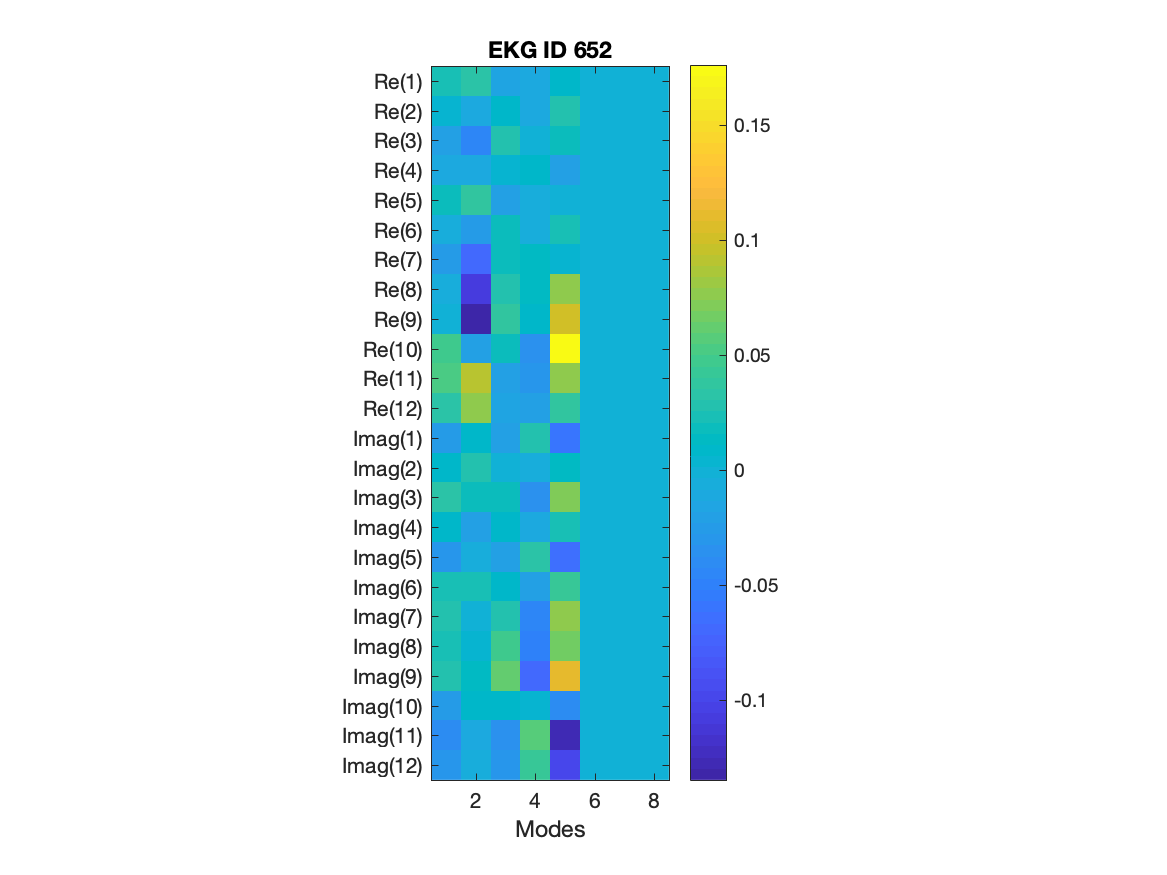 EKG ID 652
Re(1)
Re(2)
Re(3)
Re(4)
Re(5)
Re(6)
Re(7)
Re(8)
Re(9)
Re(10)
Re(11)
Re(12)
Imag(1)
Imag(2)
Imag(3)
Imag(4)
Imag(5)
Imag(6)
Imag(7)
Imag(8)
Imag(9)
Imag(10)
Imag(11)
Imag(12)
2 4 6 8
Modes
0.15
0.1
0.05
0
-0.05
-0.1